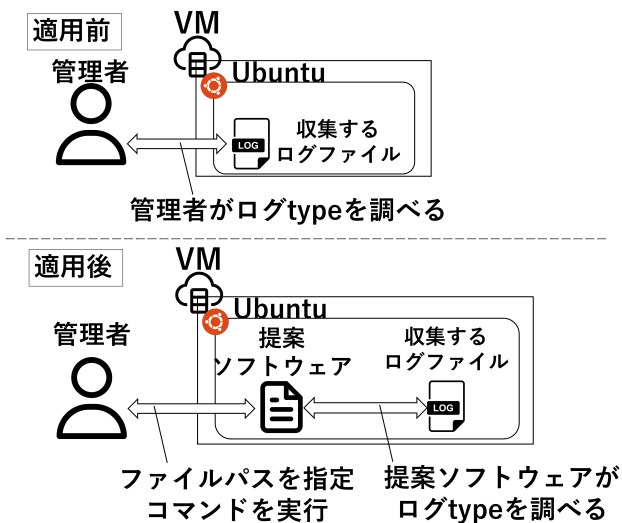 適用前
VM
管理者
Ubuntu
LOG
収集する
ログファイル
管理者がログtypeを調べる
適用後
VM
管理者
Ubuntu
提案
ソフトウェア
収集する
ログファイル
LOG
ファイルパスを指定
コマンドを実行
提案ソフトウェアが
ログtypeを調べる